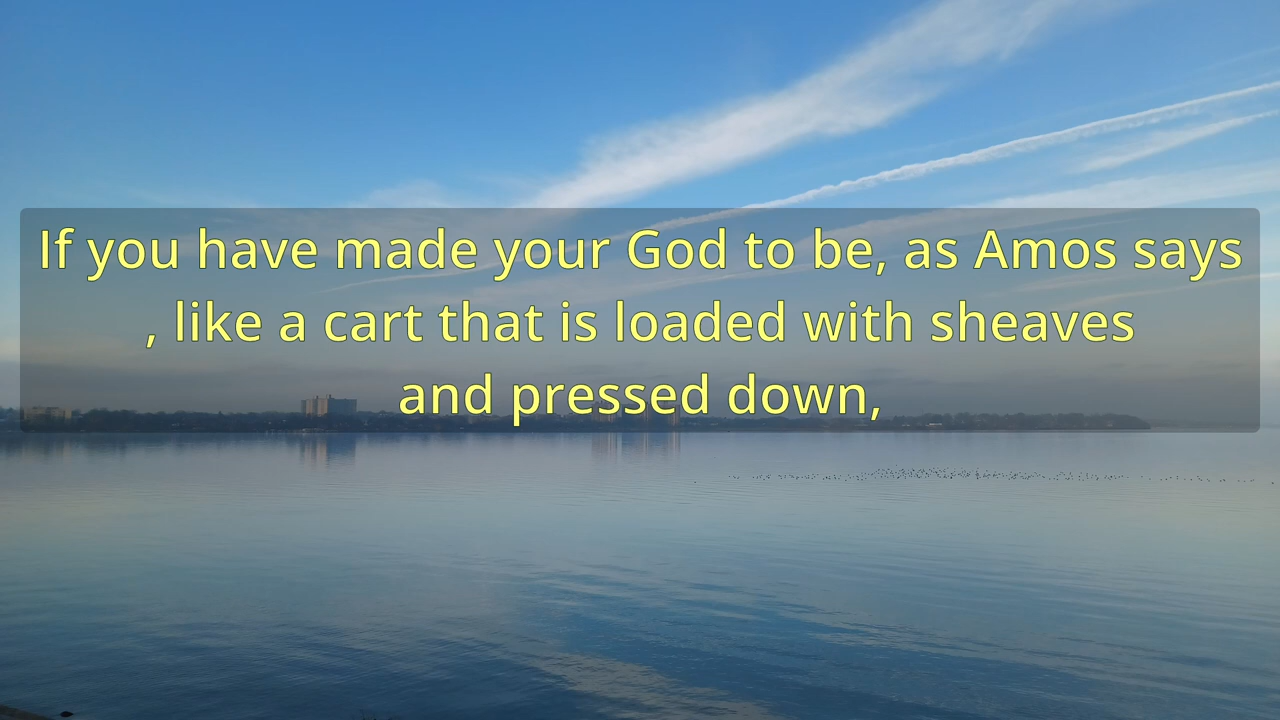 If you have made your God to be, as Amos says
, like a cart that is loaded with sheaves
and pressed down,